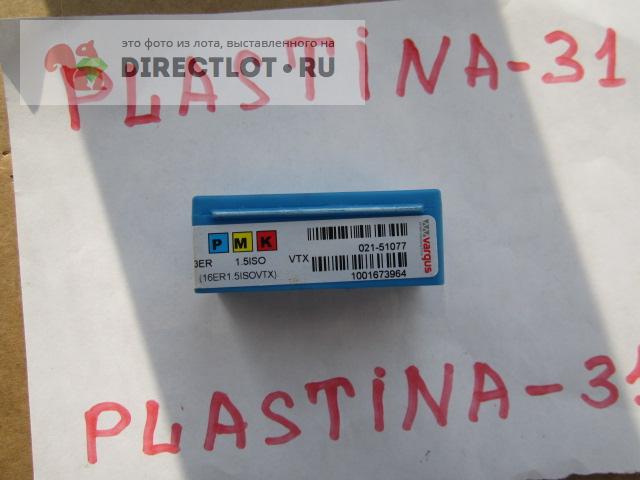 это фото из лота, выставленного на
DIRECTLOT.RU
PLASTINA-31
P M K
021-51077
3ER 1.5ISO VTX
(16ER1.5ISOVTX)
1001673964
vargus
PLASTINA-31